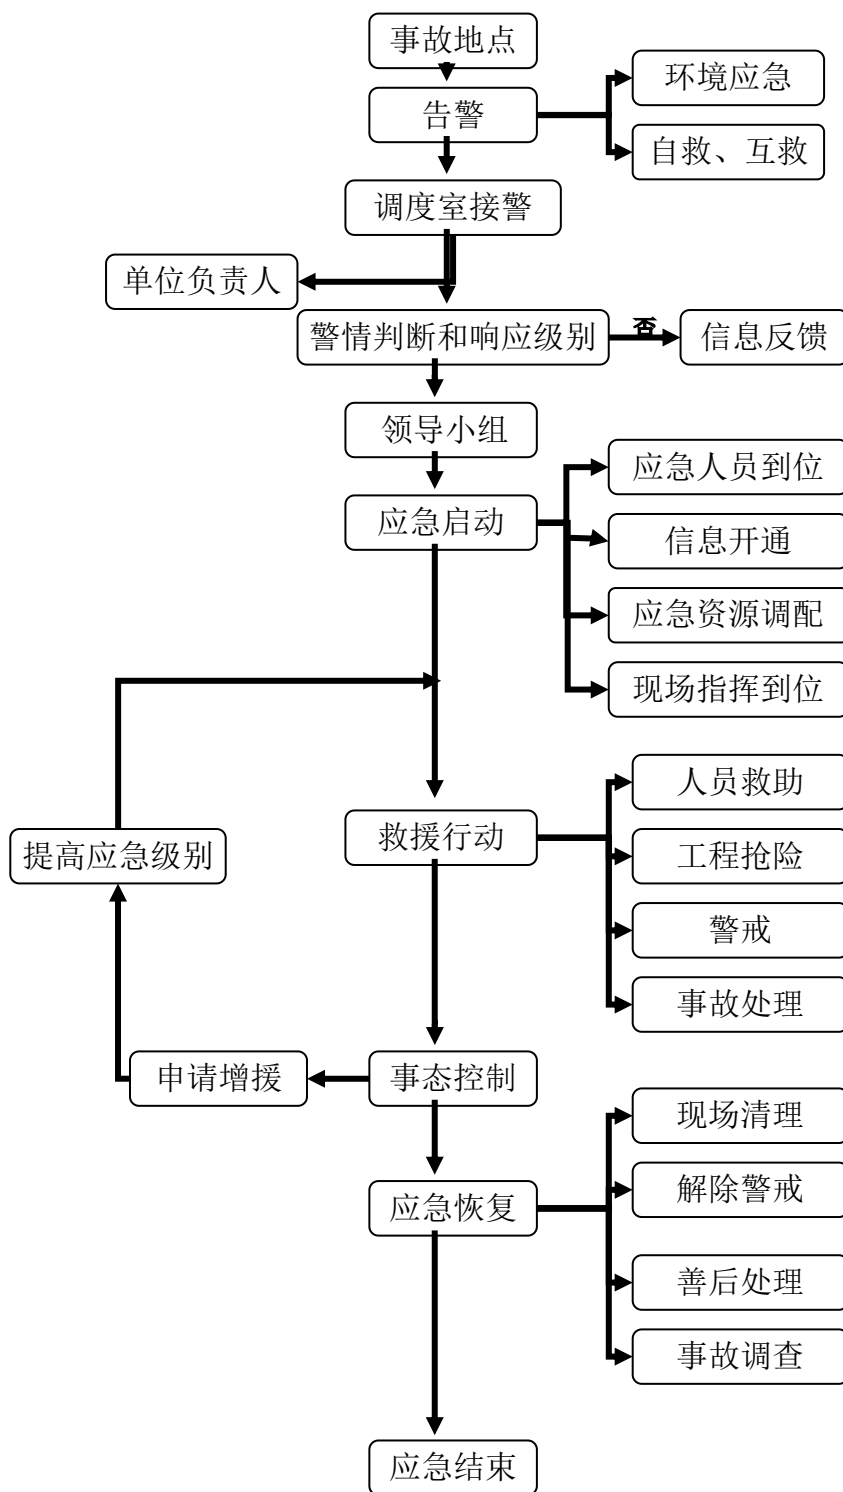 事故地点
环境应急
告警
自救、互救
调度室接警
单位负责人
警情判断和响应级别
否
信息反馈
领导小组
应急人员到位
应急启动
信息开通
应急资源调配
现场指挥到位
人员救助
救援行动
提高应急级别
工程抢险
警戒
事故处理
申请增援
事态控制
现场清理
解除警戒
应急恢复
善后处理
事故调查
应急结束